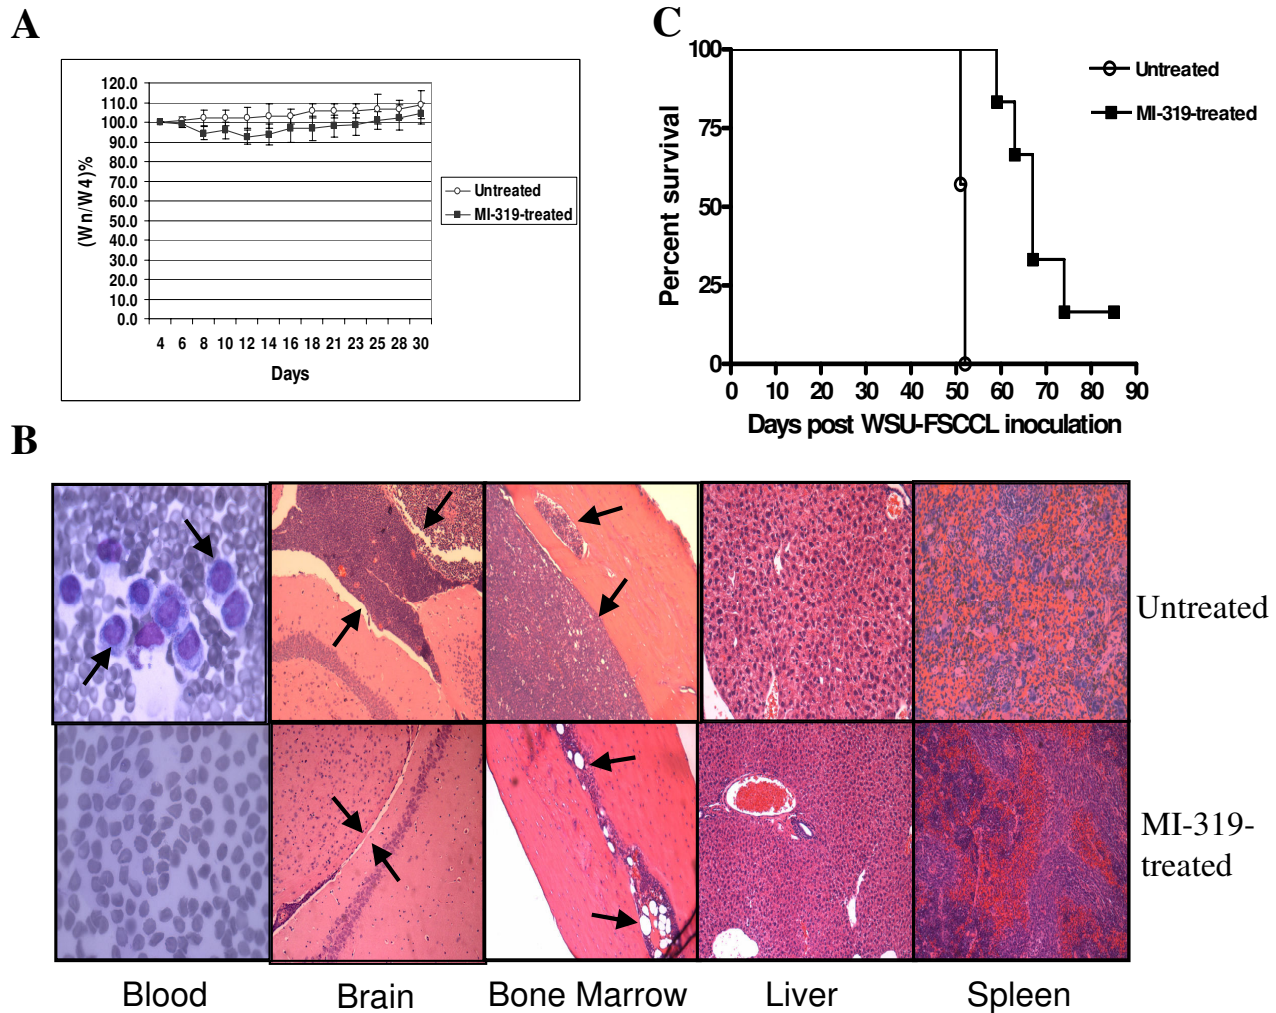 A
120.0
110.0
100.0
90.0
80.0
70.0
60.0
50.0
40.0
30.0
20.0
10.0
0.0
(Wn/W4)%
4 6 8 10 12 14 16 18 21 23 25 28 30
Days
Untreated
MI-319-treated
C
100
75
50
25
0
Percent survival
0 10 20 30 40 50 60 70 80 90
Days post WSU-FSCCL inoculation
Untreated
MI-319-treated
B
Untreated
MI-319-
treated
Blood Brain Bone Marrow Liver Spleen